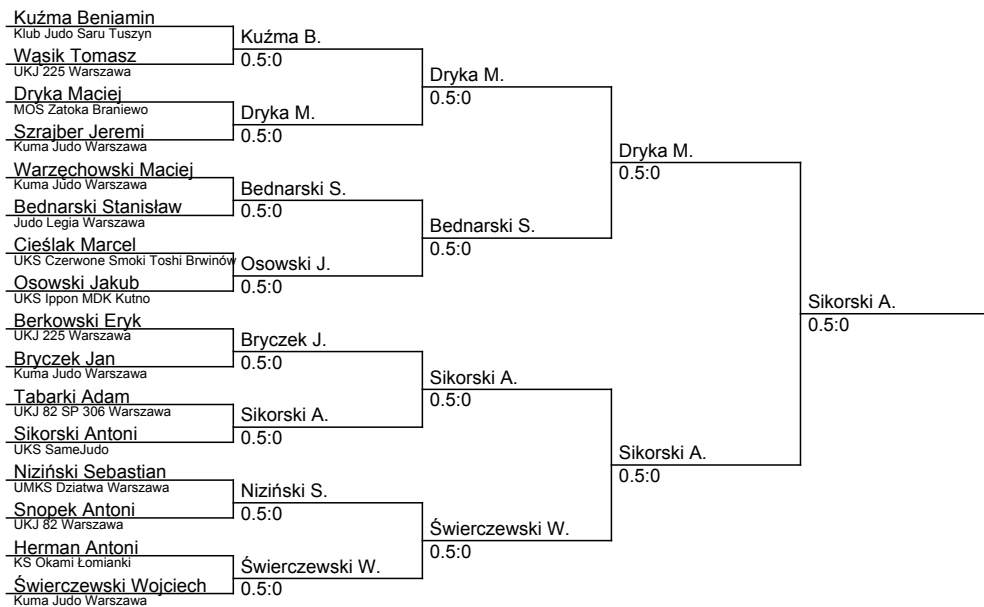 Kuźma Beniamin
Klub Judo Saru Tuszyn
Wąsik Tomasz
UKJ 225 Warszawa
Dryka Maciej
MOS Zatoka Braniewo
Szrajber Jeremi
Kuma Judo Warszawa
Warzęchowski Maciej
Kuma Judo Warszawa
Bednarski Stanisław
Judo Legia Warszawa
Cieślak Marcel
UKS Czerwone Smoki Toshi Brwinów
Osowski Jakub
UKS Ippon MDK Kutno
Berkowski Eryk
UKJ 225 Warszawa
Bryczek Jan
Kuma Judo Warszawa
Tabarki Adam
UKJ 82 SP 306 Warszawa
Sikorski Antoni
UKS SameJudo
Niziński Sebastian
UMKS Dziatwa Warszawa
Snopek Antoni
UKJ 82 Warszawa
Herman Antoni
KS Okami Łomianki
Świerczewski Wojciech
Kuma Judo Warszawa
Kuźma B.
0.5:0
Dryka M.
0.5:0
Bednarski S.
0.5:0
Osowski J.
0.5:0
Bryczek J.
0.5:0
Sikorski A.
0.5:0
Niziński S.
0.5:0
Świerczewski W.
0.5:0
Dryka M.
0.5:0
Bednarski S.
0.5:0
Sikorski A.
0.5:0
Świerczewski W.
0.5:0
Dryka M.
0.5:0
Sikorski A.
0.5:0
Sikorski A.
0.5:0